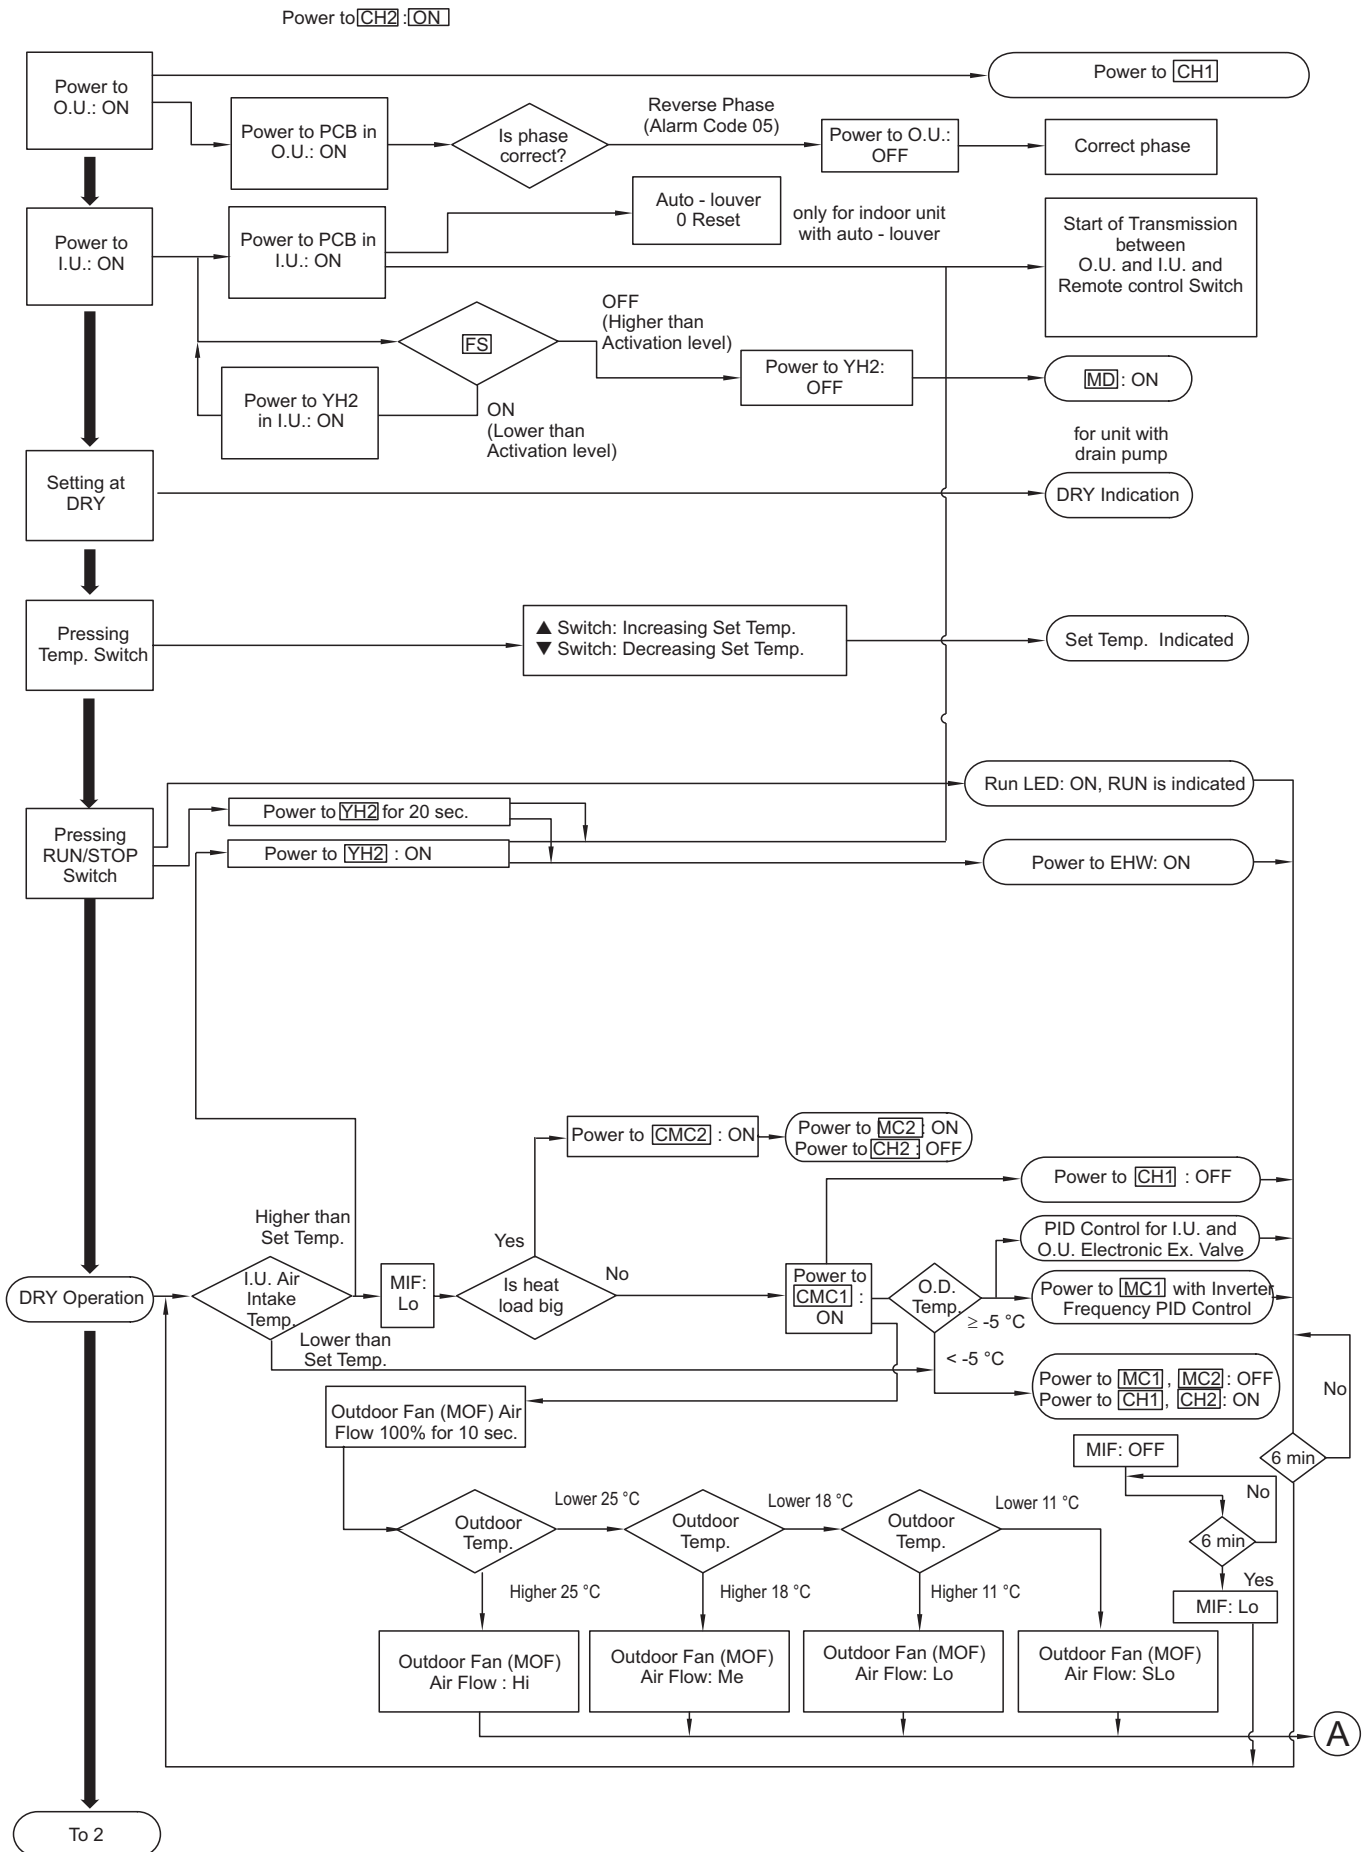 Power to CH2 : ON
Power to
O.U.: ON
Power to CH1
Power to PCB in
O.U.: ON
Is phase
correct?
Reverse Phase
(Alarm Code 05)
Power to O.U.:
OFF
Correct phase
Power to
I.U.: ON
Power to PCB in
I.U.: ON
Auto - louver
0 Reset
only for indoor unit
with auto - louver
Start of Transmission
between
O.U. and I.U. and
Remote control Switch
FS
OFF
(Higher than
Activation level)
Power to YH2:
OFF
MD : ON
Power to YH2
in I.U.: ON
ON
(Lower than
Activation level)
for unit with
drain pump
Setting at
DRY
DRY Indication
Pressing
Temp. Switch
▲ Switch: Increasing Set Temp.
▼ Switch: Decreasing Set Temp.
Set Temp. Indicated
Run LED: ON, RUN is indicated
Pressing
RUN/STOP
Switch
Power to YH2 for 20 sec.
Power to YH2 : ON
Power to EHW: ON
Power to CMC2 : ON
Power to MC2 : ON
Power to CH2 : OFF
Power to CH1 : OFF
Higher than
Set Temp.
Yes
PID Control for I.U. and
O.U. Electronic Ex. Valve
DRY Operation
I.U. Air
Intake
Temp.
MIF:
Lo
Is heat
load big
No
Power to
CMC1 :
ON
O.D.
Temp.
≥ -5 °C
Power to MC1 with Inverter
Frequency PID Control
Lower than
Set Temp.
< -5 °C
Power to MC1 , MC2 : OFF
Power to CH1 , CH2 : ON
No
Outdoor Fan (MOF) Air
Flow 100% for 10 sec.
MIF: OFF
6 min
Outdoor
Temp.
Lower 25 °C
Outdoor
Temp.
Lower 18 °C
Outdoor
Temp.
Lower 11 °C
No
6 min
Higher 25 °C
Higher 18 °C
Higher 11 °C
Yes
MIF: Lo
Outdoor Fan (MOF)
Air Flow : Hi
Outdoor Fan (MOF)
Air Flow: Me
Outdoor Fan (MOF)
Air Flow: Lo
Outdoor Fan (MOF)
Air Flow: SLo
A
To 2